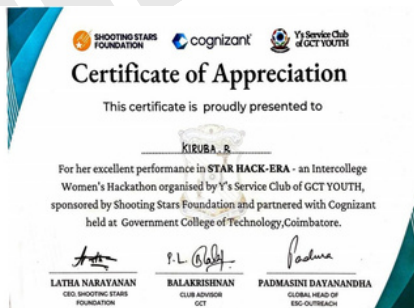 SHOOTING STARS FOUNDATION
cognizant
Y's Service Club of GCT YOUTH
Certificate of Appreciation
This certificate is proudly presented to
KIRUBA. R
For her excellent performance in STAR HACK-ERA - an Intercollege
Women's Hackathon organised by Y's Service Club of GCT YOUTH,
sponsored by Shooting Stars Foundation and partnered with Cognizant
held at Government College of Technology,Coimbatore.
P.L
Padma
LATHA NARAYANAN
CEO, SHOOTING STARS
FOUNDATION
BALAKRISHNAN
CLUB ADVISOR
GCT
PADMASINI DAYANANDHA
GLOBAL HEAD OF
ESG-OUTREACH